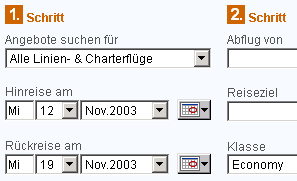 1. Schritt
Angebote suchen für
Alle Linien- & Charterflüge
Hinreise am
Mi 12 Nov.2003
Rückreise am
Mi 19 Nov.2003
2. Schritt
Abflug von
Reiseziel
Klasse
Economy